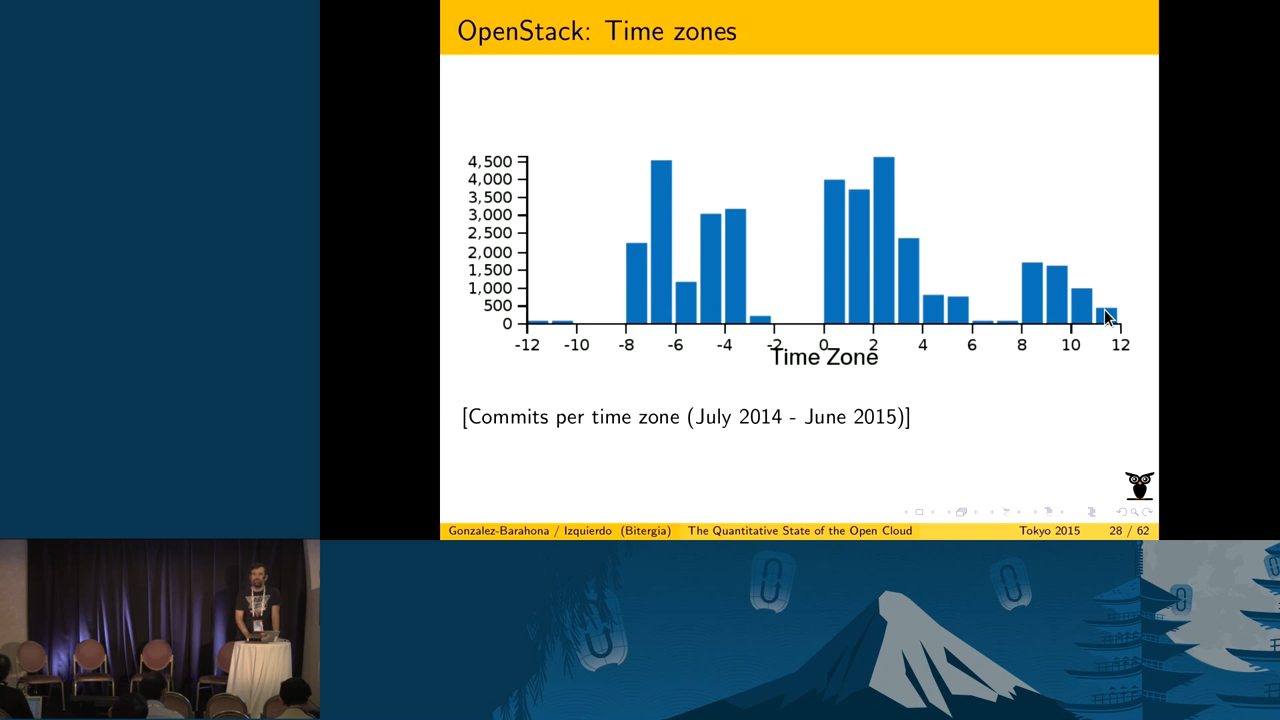 OpenStack: Time zones
4,500
4,000
3,500
3,000
2,500
2,000
1,500
1,000
500
0
-12 -10 -8 -6 -4 -2 0 2 4 6 8 10 12
Time Zone
[Commits per time zone (July 2014 - June 2015)]
Gonzalez-Barahona / Izquierdo (Bitergia) The Quantitative State of the Open Cloud Tokyo 2015 28 / 62